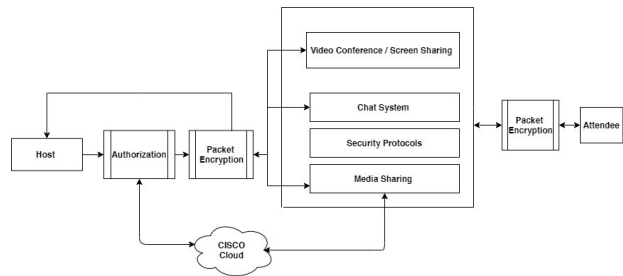 Video Conference / Screen Sharing
Chat System
Security Protocols
Media Sharing
Host
Authorization
Packet
Encryption
Packet
Encryption
Attendee
CISCO
Cloud